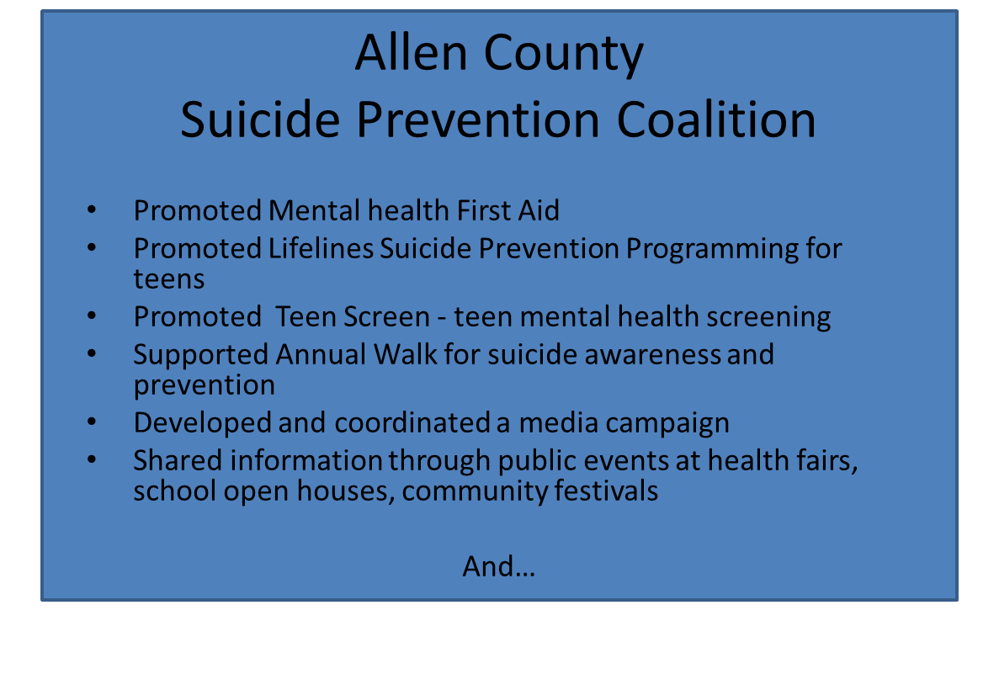 Allen County
Suicide Prevention Coalition
• Promoted Mental health First Aid
• Promoted Lifelines Suicide Prevention Programming for
teens
• Promoted  Teen Screen - teen mental health screening
• Supported Annual Walk for suicide awareness and
prevention
• Developed and coordinated a media campaign
• Shared information through public events at health fairs,
school open houses, community festivals
And…